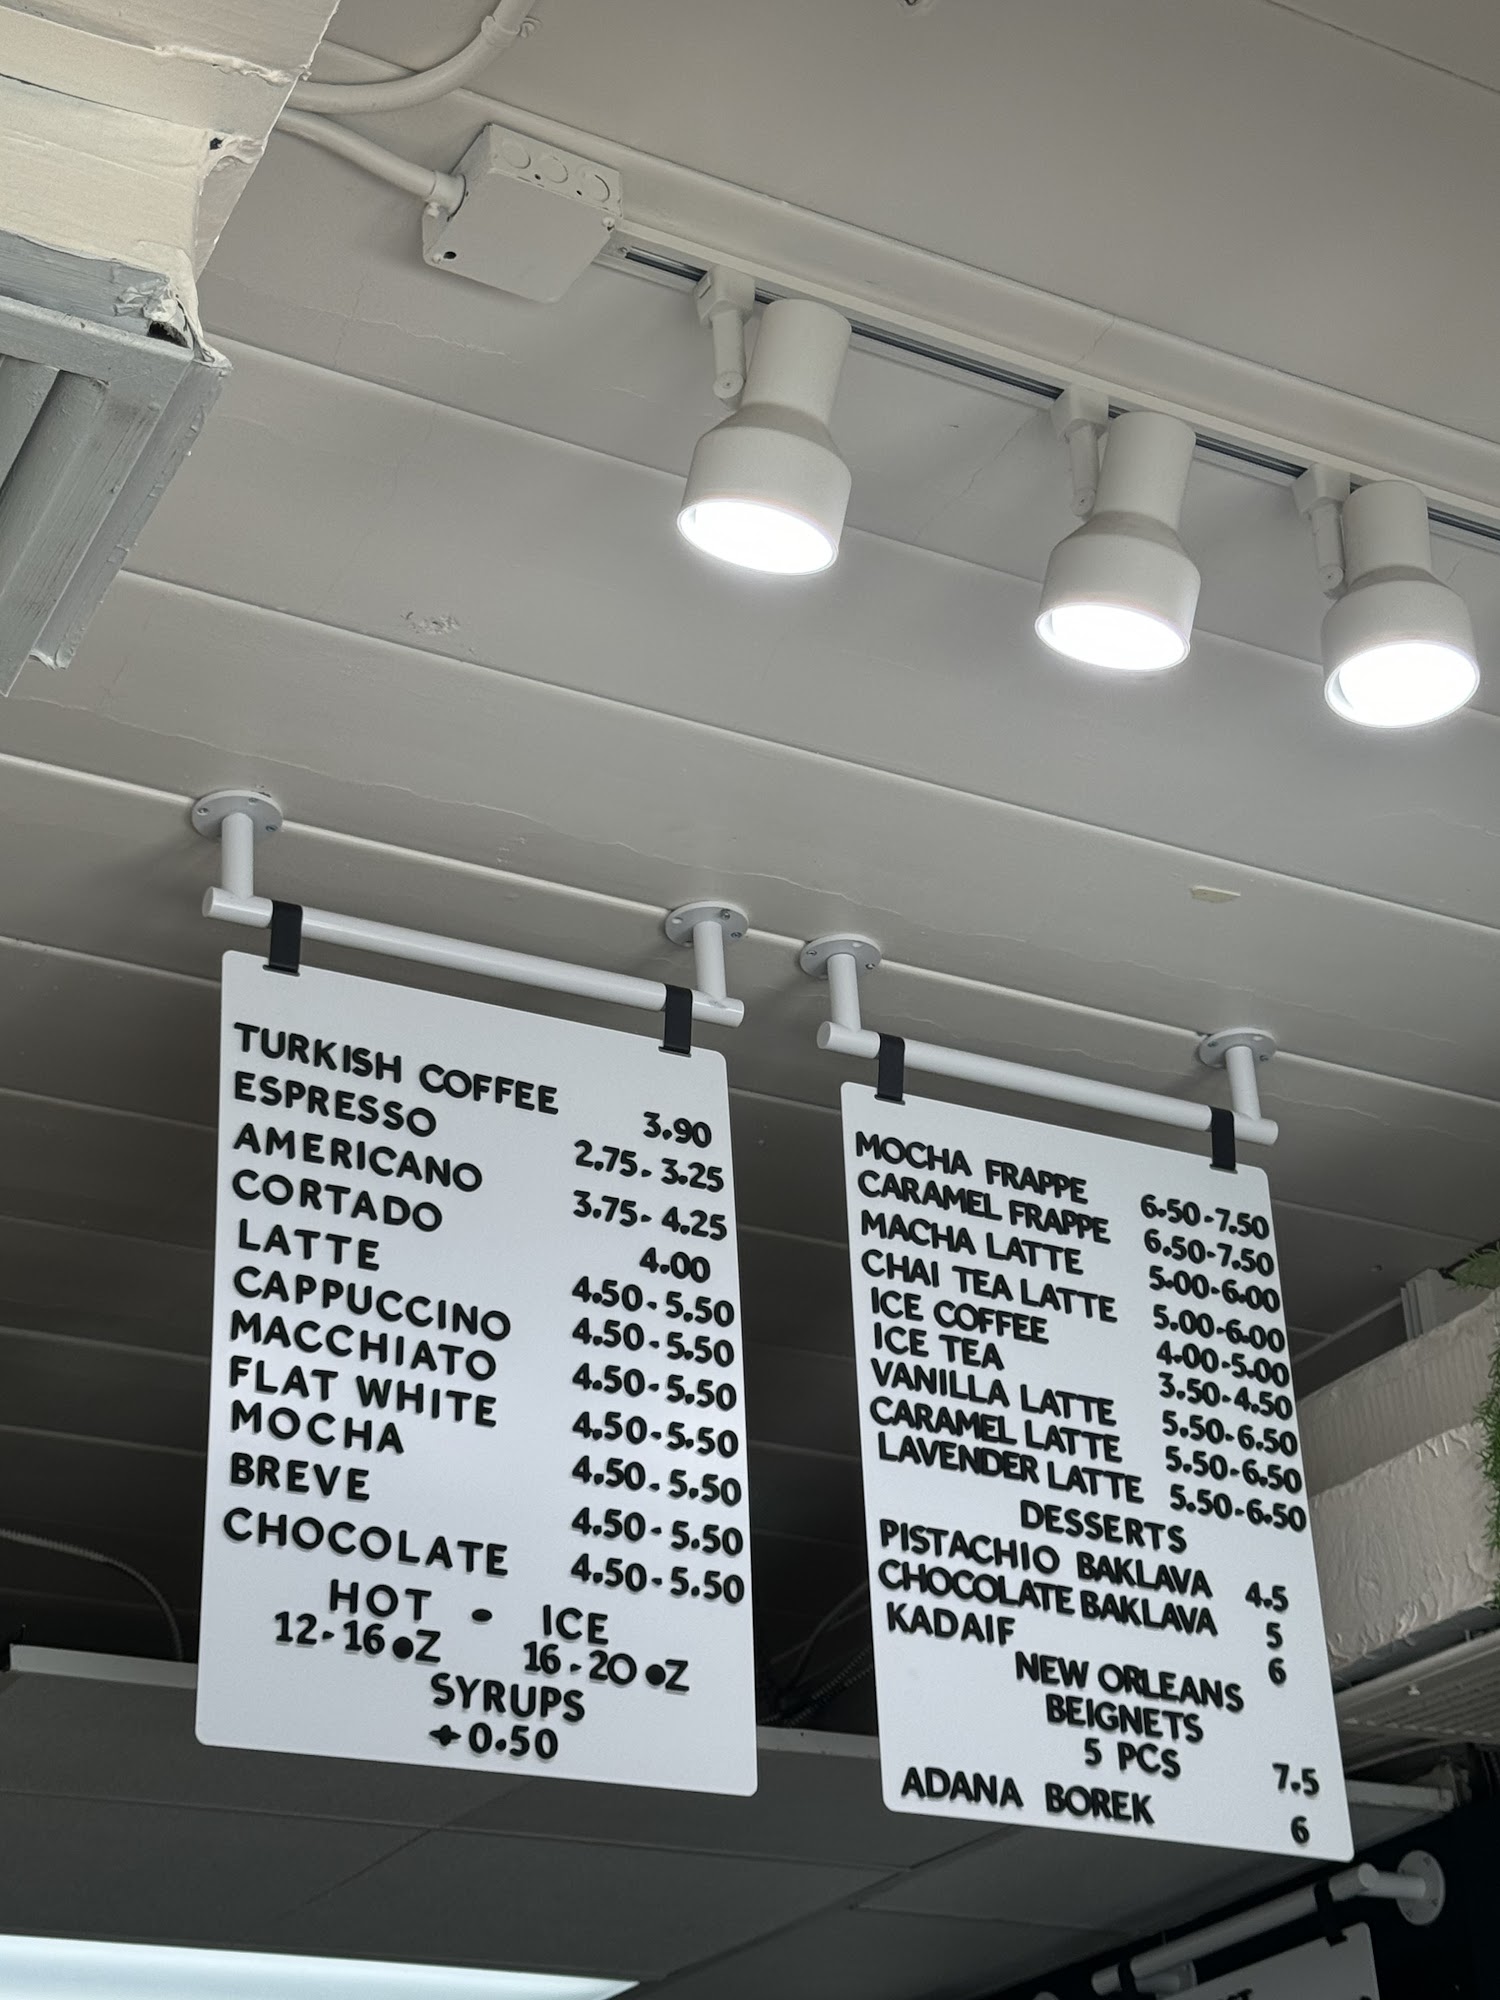 TURKISH COFFEE 3.90
ESPRESSO 2.75-3.25
AMERICANO 3.75-4.25
CORTADO 4.00
LATTE 4.50-5.50
CAPPUCCINO 4.50-5.50
MACCHIATO 4.50-5.50
FLAT WHITE 4.50-5.50
MOCHA 4.50-5.50
BREVE 4.50-5.50
CHOCOLATE 4.50-5.50
HOT - ICE
12-16 OZ 16-20 OZ
SYRUPS
+0.50
MOCHA FRAPPE 6.50-7.50
CARAMEL FRAPPE 6.50-7.50
MACHA LATTE 5.00-6.00
CHAI TEA LATTE 5.00-6.00
ICE COFFEE 4.00-5.00
ICE TEA 3.50-4.50
VANILLA LATTE 5.50-6.50
CARAMEL LATTE 5.50-6.50
LAVENDER LATTE 5.50-6.50
DESSERTS
PISTACHIO BAKLAVA 4.5
CHOCOLATE BAKLAVA 5
KADAIF 6
NEW ORLEANS
BEIGNETS
5 PCS 7.5
ADANA BOREK 6